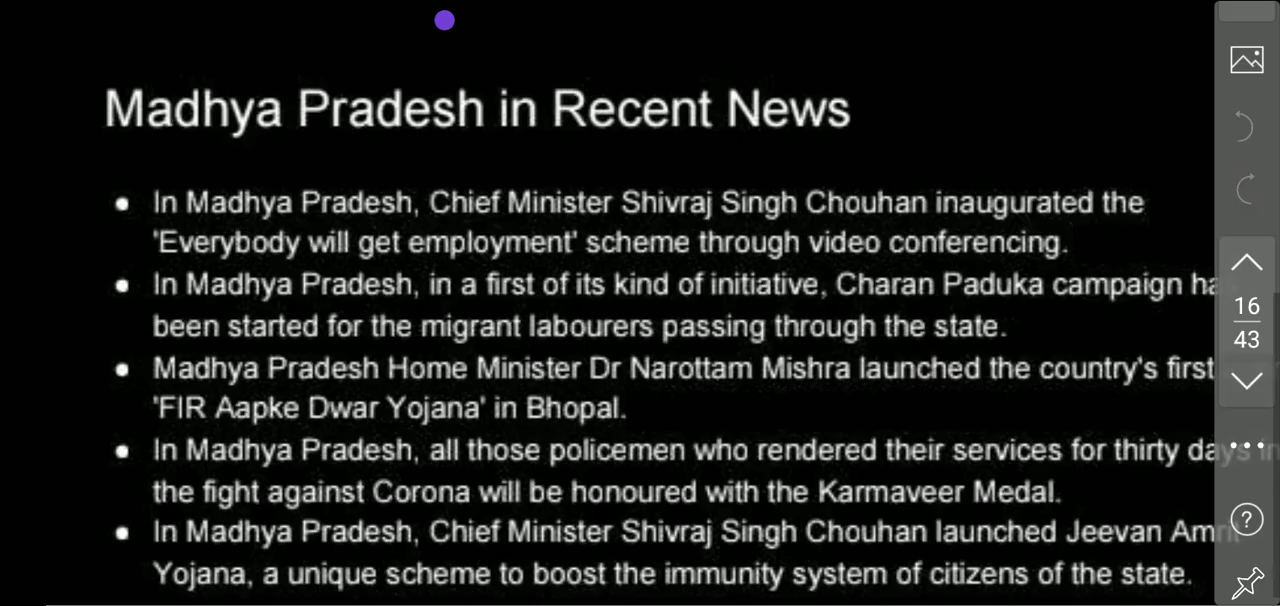 Madhya Pradesh in Recent News
• In Madhya Pradesh, Chief Minister Shivraj Singh Chouhan inaugurated the
'Everybody will get employment' scheme through video conferencing.
• In Madhya Pradesh, in a first of its kind of initiative, Charan Paduka campaign has
been started for the migrant labourers passing through the state.
• Madhya Pradesh Home Minister Dr Narottam Mishra launched the country's first
'FIR Aapke Dwar Yojana' in Bhopal.
• In Madhya Pradesh, all those policemen who rendered their services for thirty days in
the fight against Corona will be honoured with the Karmaveer Medal.
• In Madhya Pradesh, Chief Minister Shivraj Singh Chouhan launched Jeevan Amrit
Yojana, a unique scheme to boost the immunity system of citizens of the state.
16
43